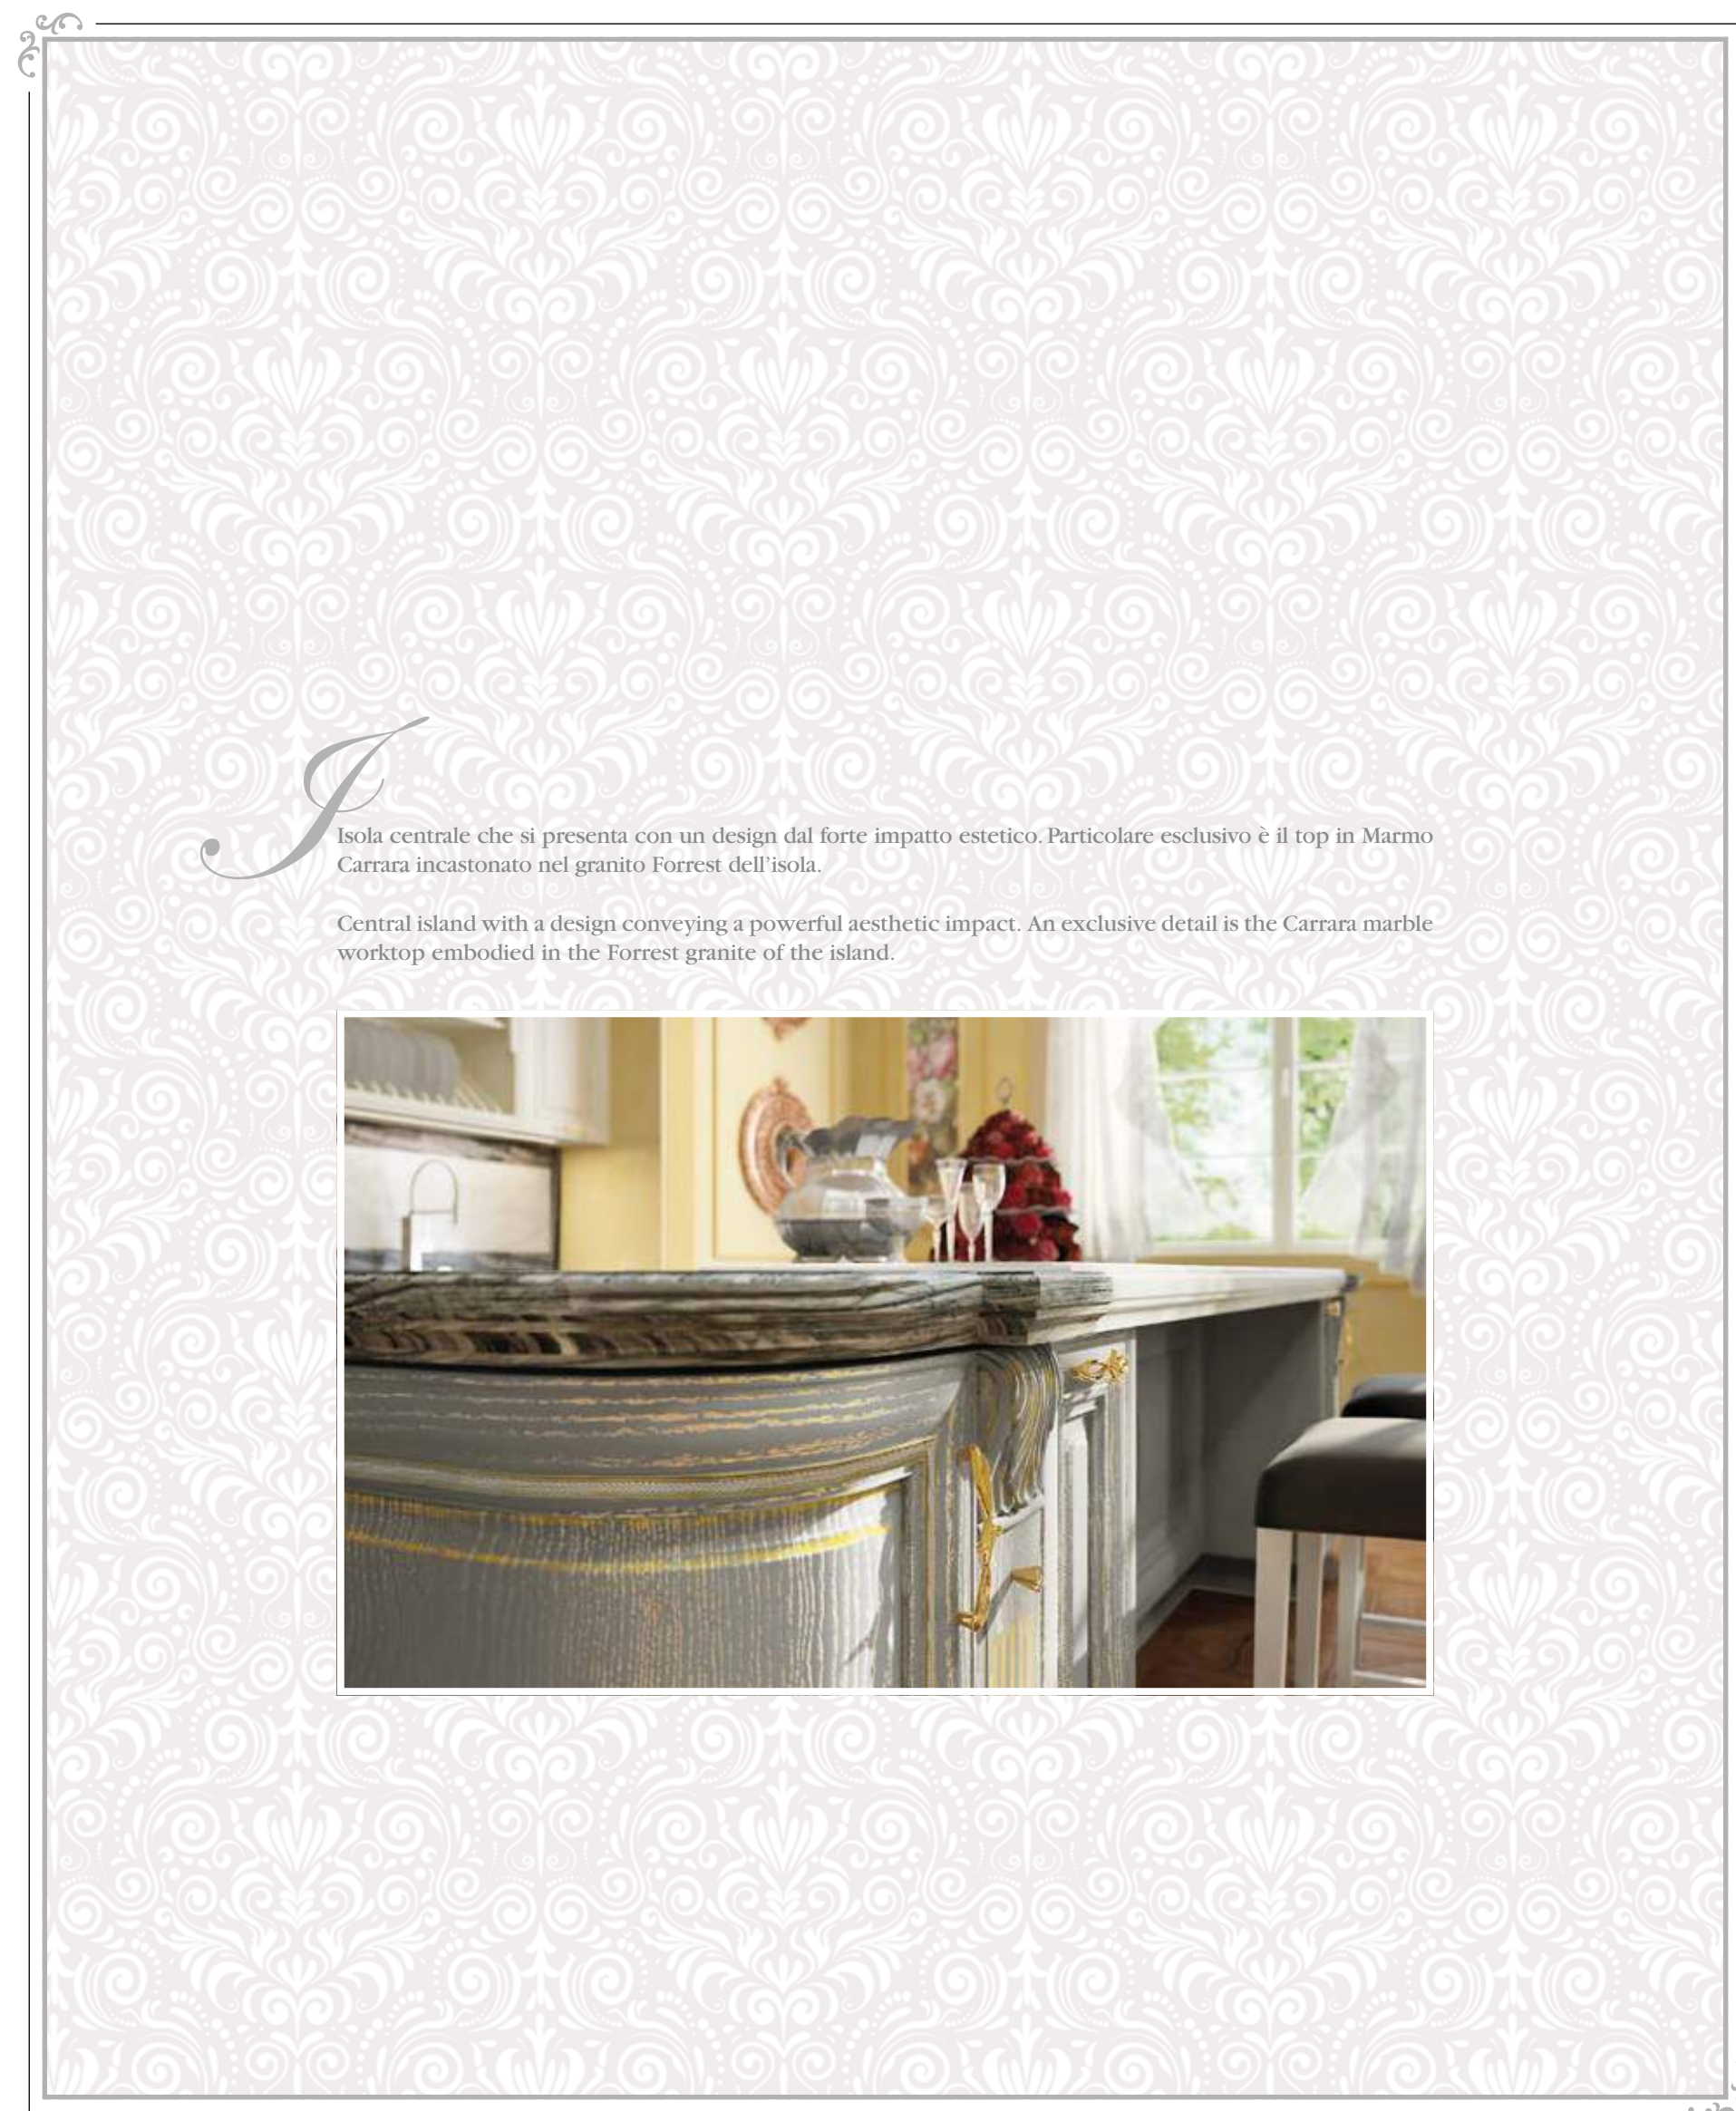 I
Isola centrale che si presenta con un design dal forte impatto estetico. Particolare esclusivo è il top in Marmo
Carrara incastonato nel granito Forrest dell'isola.
Central island with a design conveying a powerful aesthetic impact. An exclusive detail is the Carrara marble
worktop embodied in the Forrest granite of the island.